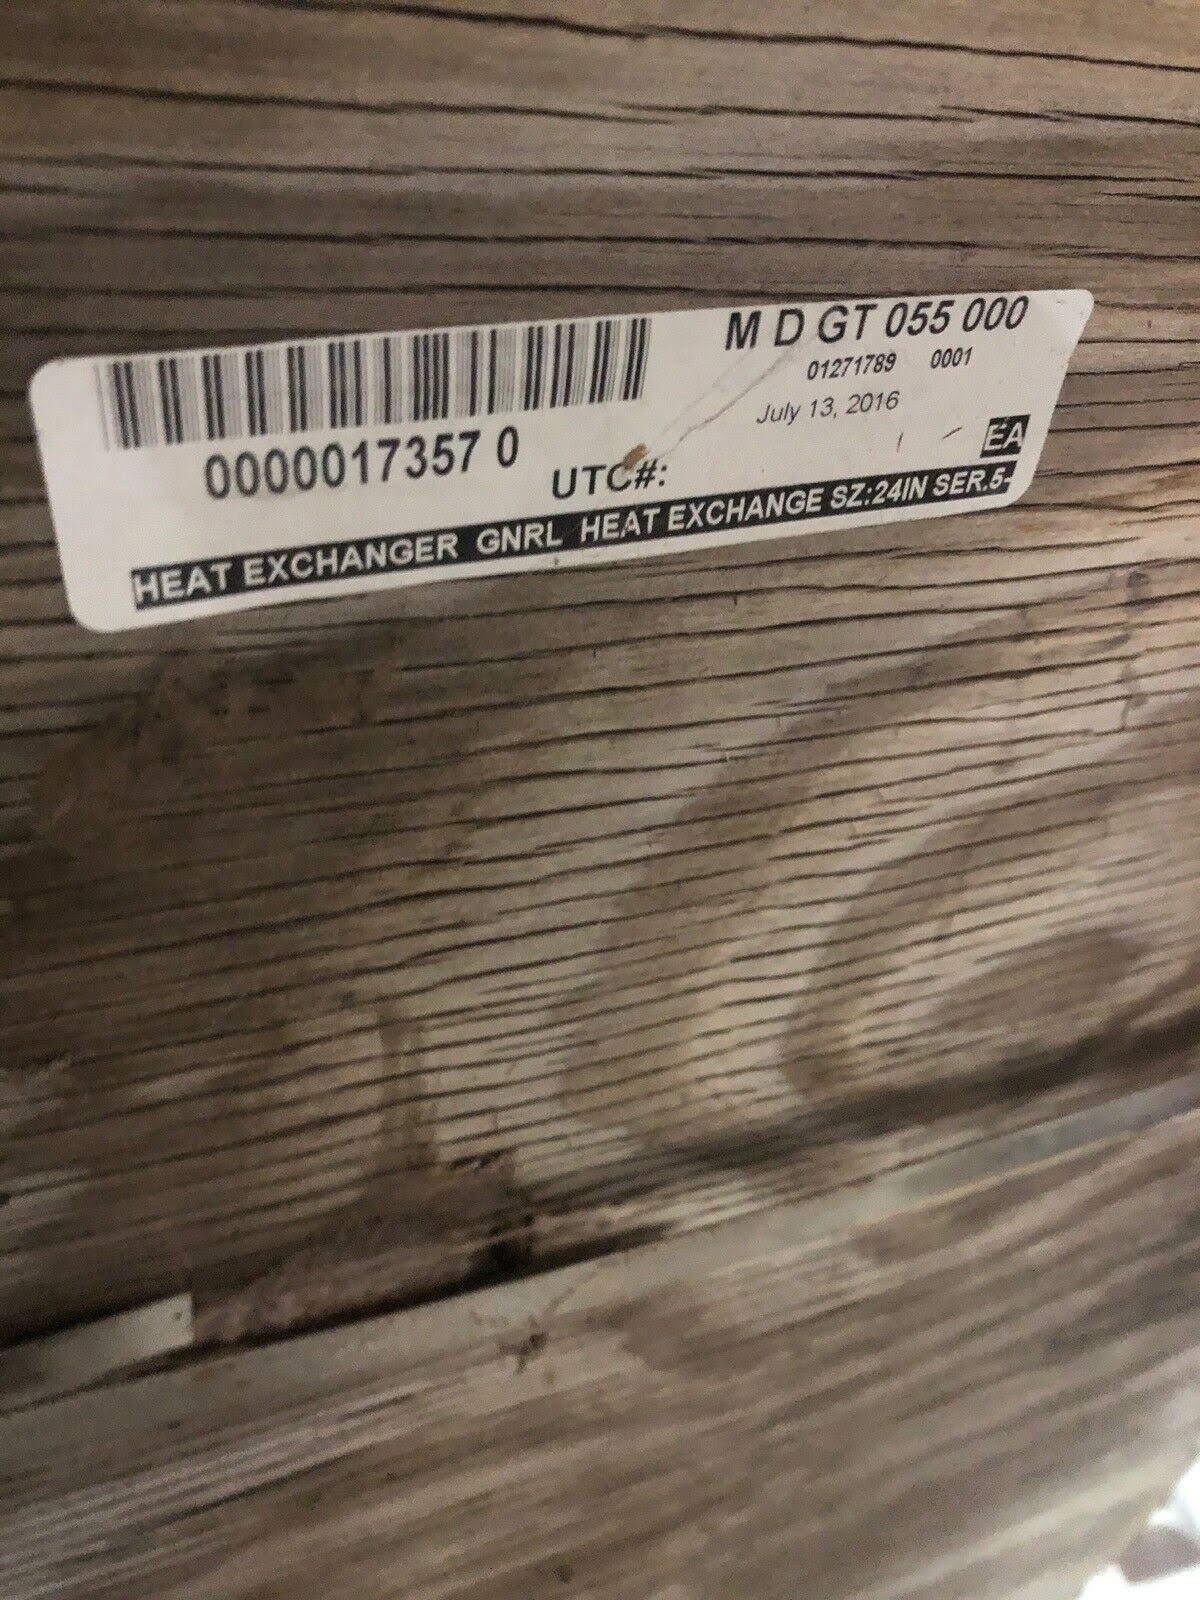 M D GT 055 000
01271789 0001
July 13, 2016
0000017357 0
UTC#:
EA
HEAT EXCHANGER GNRL HEAT EXCHANGE SZ:24IN SER.5-